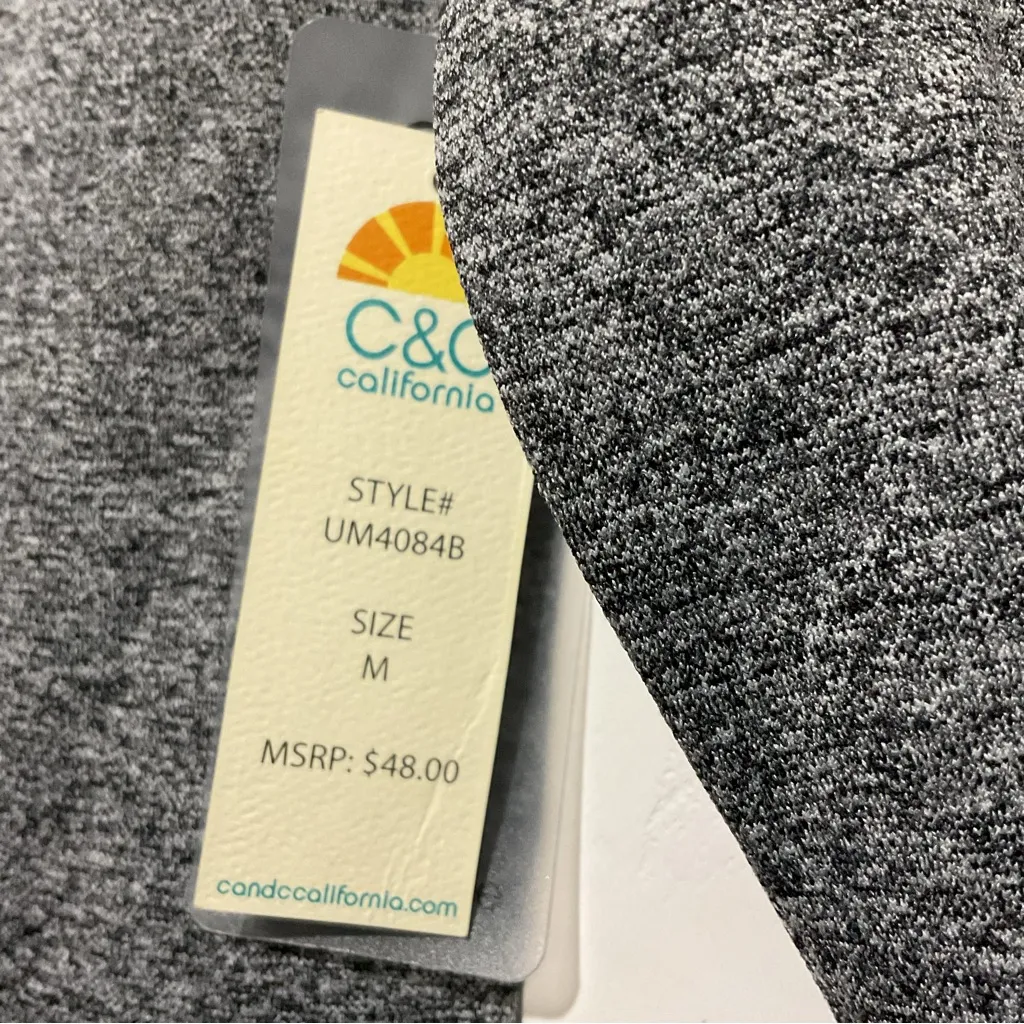 C&C
california
STYLE#
UM4084B
SIZE
M
MSRP: $48.00
candccalifornia.com